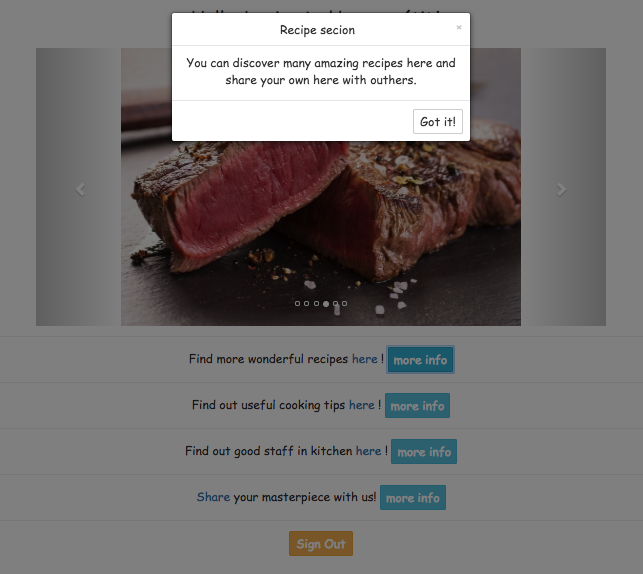 Recipe secion ×
You can discover many amazing recipes here and
share your own here with outhers.
Got it!
Find more wonderful recipes here ! more info
Find out useful cooking tips here ! more info
Find out good staff in kitchen here ! more info
Share your masterpiece with us! more info
Sign Out